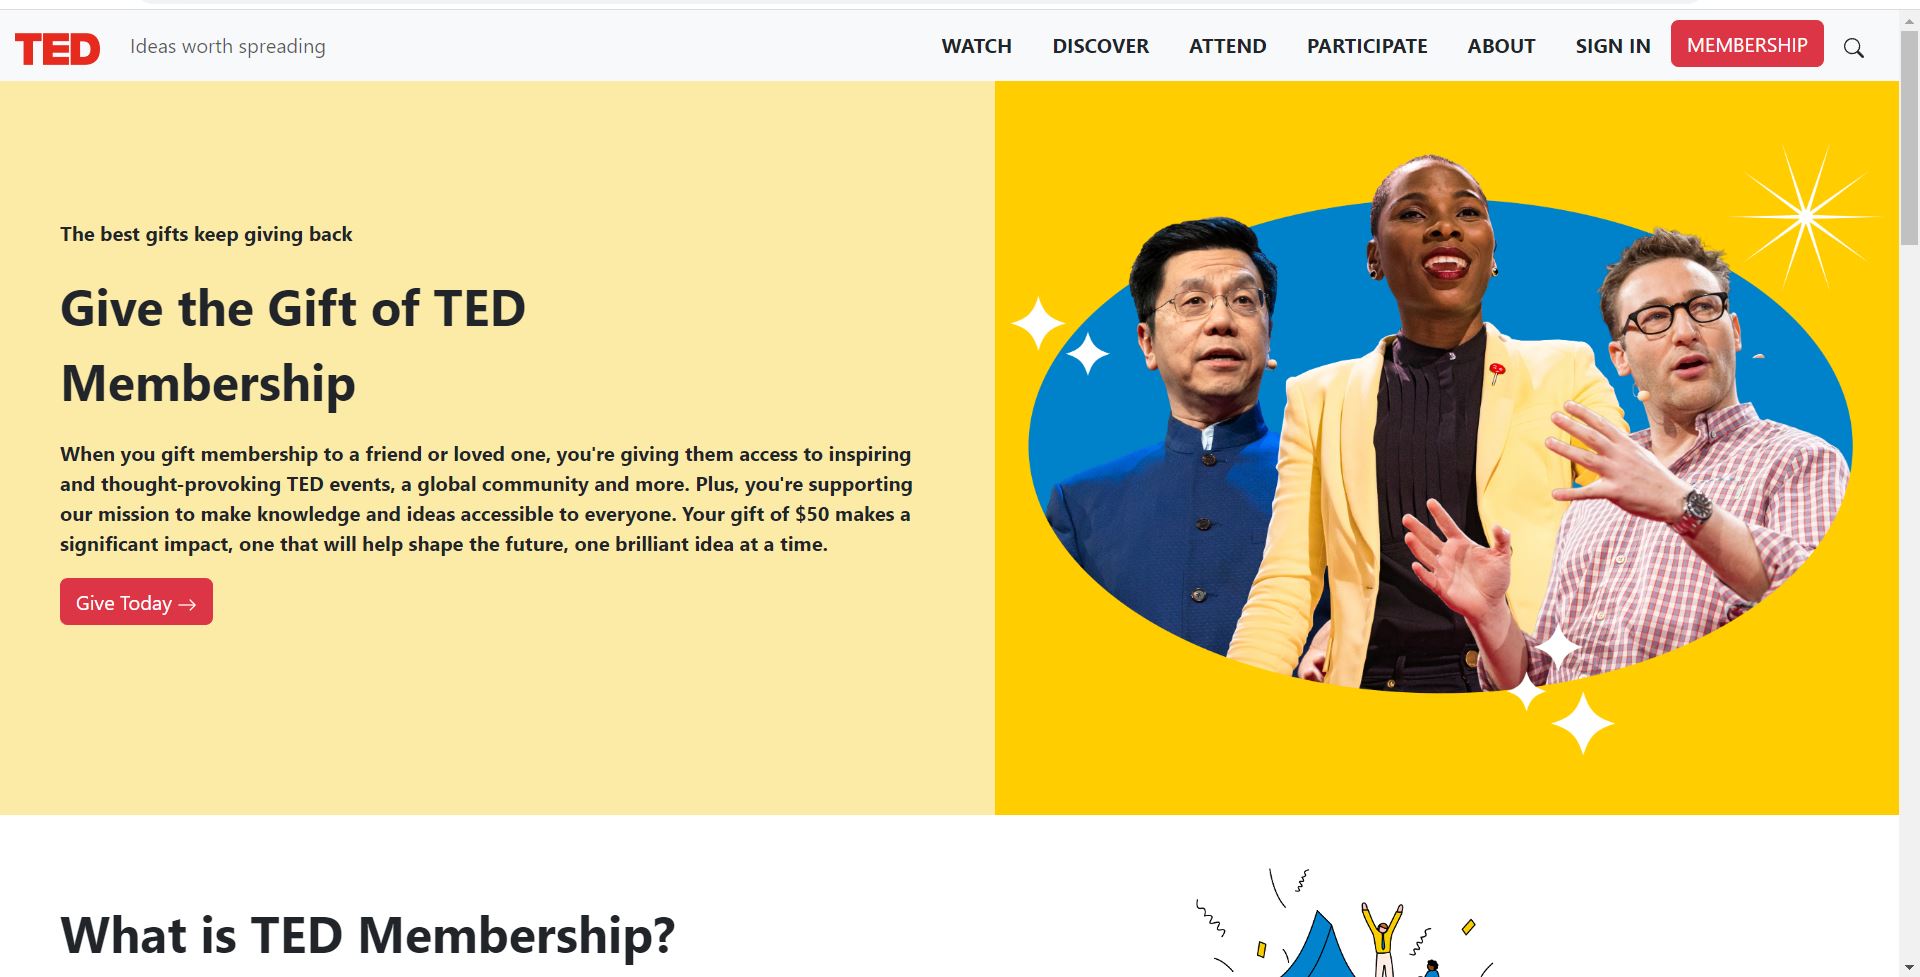 TED
Ideas worth spreading
WATCH DISCOVER ATTEND PARTICIPATE ABOUT SIGN IN MEMBERSHIP
The best gifts keep giving back
Give the Gift of TED
Membership
When you gift membership to a friend or loved one, you're giving them access to inspiring
and thought-provoking TED events, a global community and more. Plus, you're supporting
our mission to make knowledge and ideas accessible to everyone. Your gift of $50 makes a
significant impact, one that will help shape the future, one brilliant idea at a time.
Give Today →
What is TED Membership?